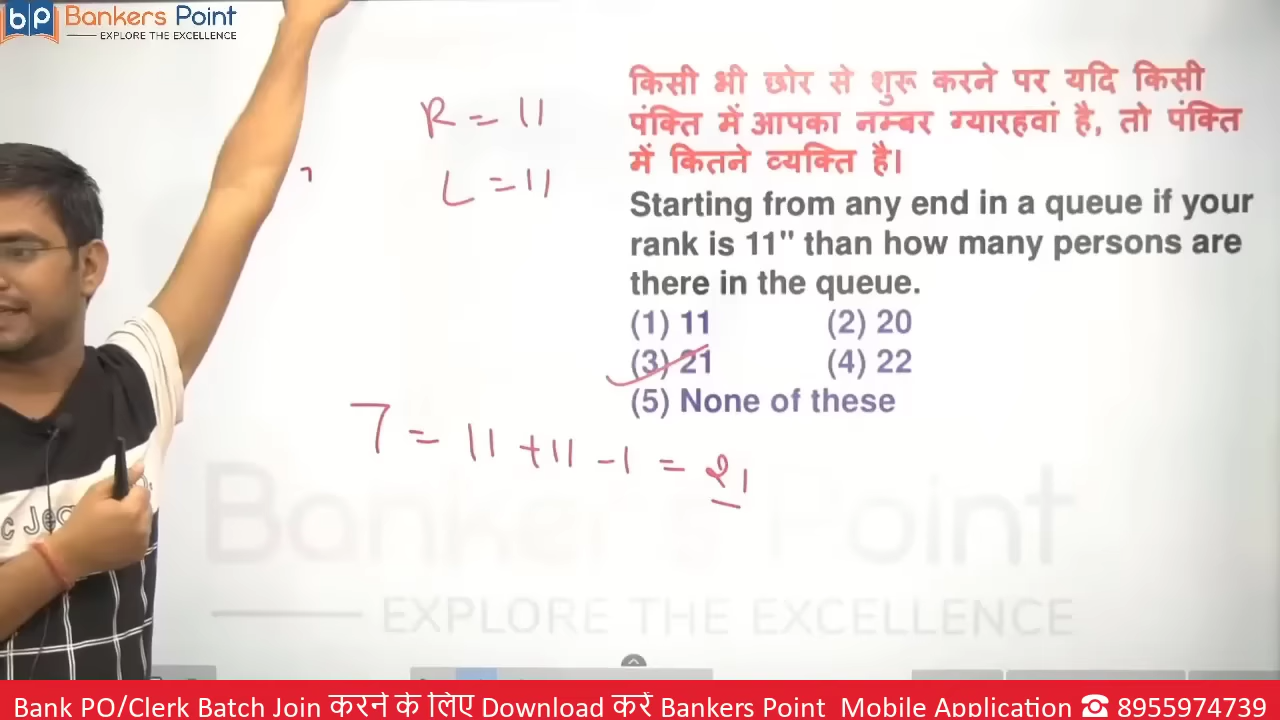 bp Bankers Point
EXPLORE THE EXCELLENCE
किसी भी छोर से शुरू करने पर यदि किसी
पंक्ति में आपका नम्बर ग्यारहवां है, तो पंक्ति
में कितने व्यक्ति है।
Starting from any end in a queue if your
rank is 11" than how many persons are
there in the queue.
(1) 11 (2) 20
(3) 21 (4) 22
(5) None of these
R = 11
L = 11
T = 11 + 11 - 1 = 21
Bankers Point
EXPLORE THE EXCELLENCE
Bank PO/Clerk Batch Join करने के लिए Download करें Bankers Point Mobile Application ☎ 8955974739